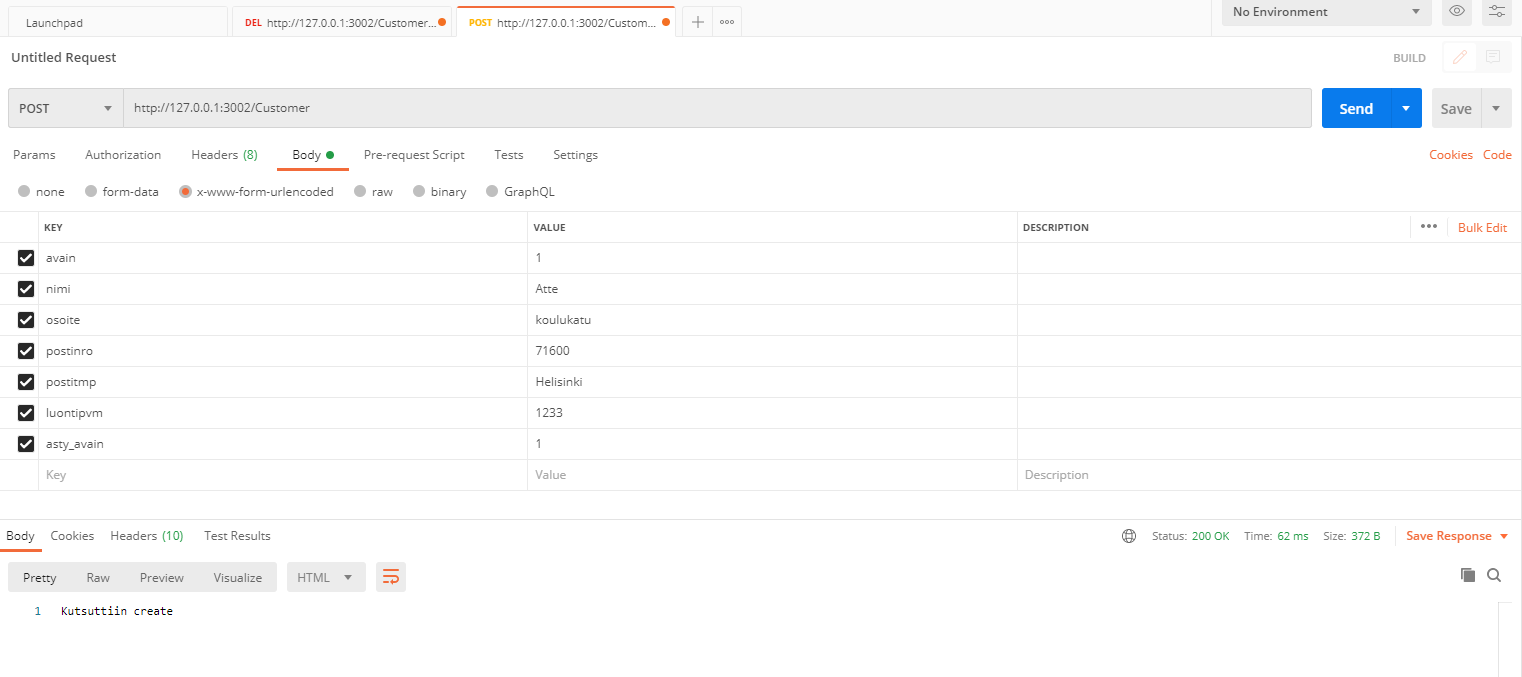 Launchpad DEL http://127.0.0.1:3002/Customer... POST http://127.0.0.1:3002/Custom... No Environment
Untitled Request BUILD
POST http://127.0.0.1:3002/Customer Send Save
Params Authorization Headers (8) Body Pre-request Script Tests Settings Cookies Code
none form-data x-www-form-urlencoded raw binary GraphQL
KEY VALUE DESCRIPTION Bulk Edit
avain 1
nimi Atte
osoite koulukatu
postinro 71600
postitmp Helisinki
luontipvm 1233
asty_avain 1
Key Value Description
Body Cookies Headers (10) Test Results Status: 200 OK Time: 62 ms Size: 372 B Save Response
Pretty Raw Preview Visualize HTML
1 Kutsuttiin create